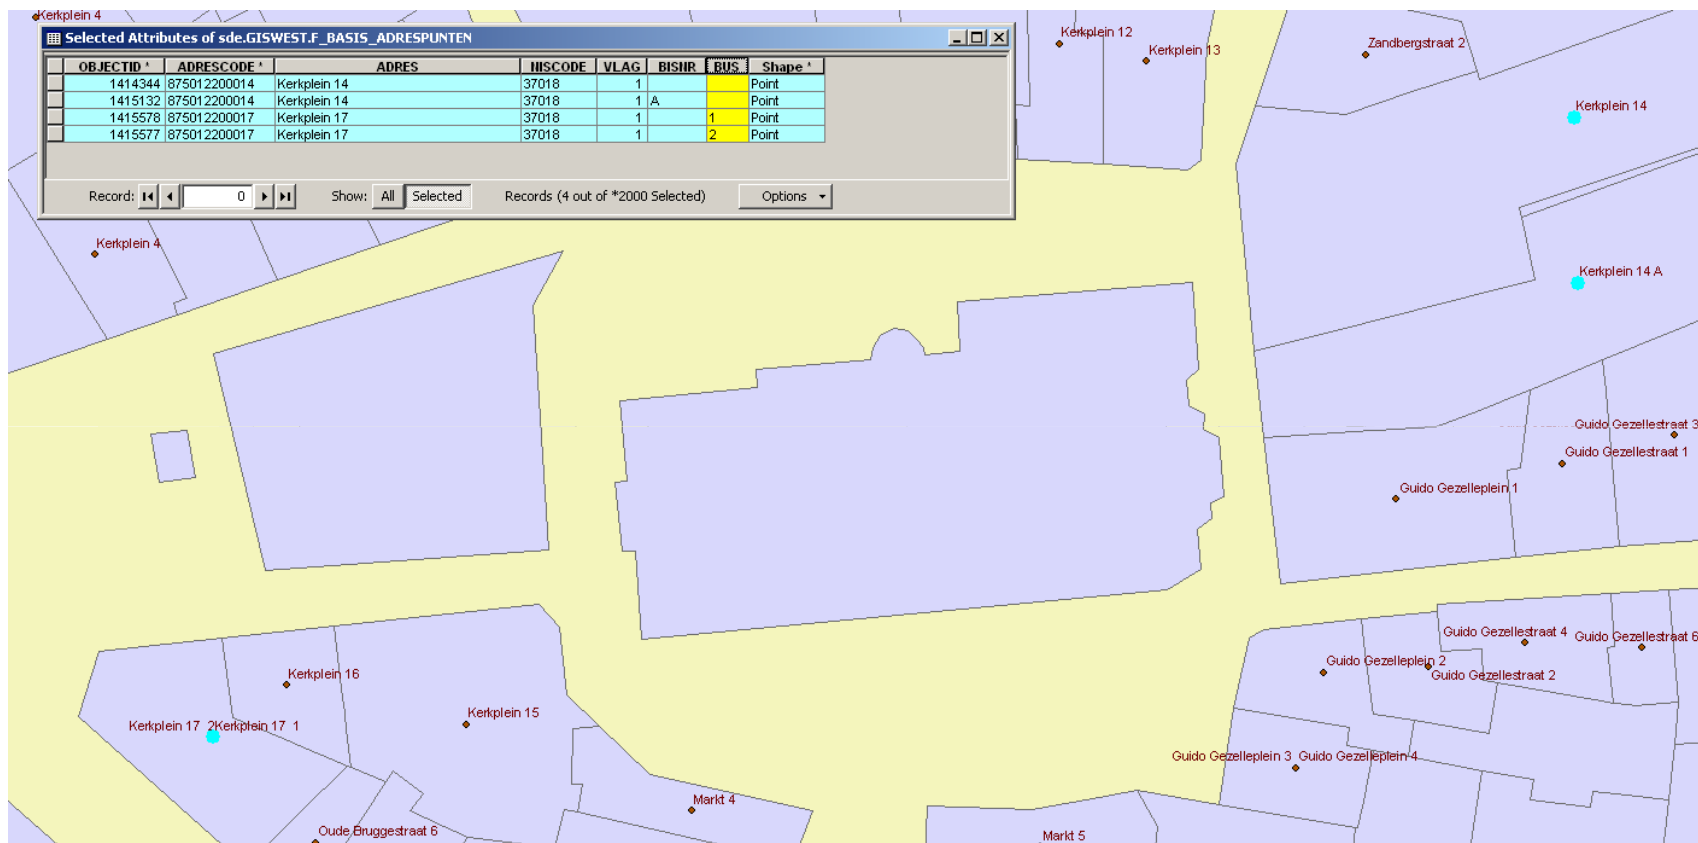 Kerkplein 4
Selected Attributes of sde.GISWEST.F_BASIS_ADRESPUNTEN
OBJECTID * ADRESCODE * ADRES NISCODE VLAG BISNR BUS Shape *
1414344 875012200014 Kerkplein 14 37018 1 Point
1415132 875012200014 Kerkplein 14 37018 1 A Point
1415578 875012200017 Kerkplein 17 37018 1 1 Point
1415577 875012200017 Kerkplein 17 37018 1 2 Point
Record: 0 Show: All Selected Records (4 out of *2000 Selected) Options
Kerkplein 12
Kerkplein 13
Zandbergstraat 2
Kerkplein 14
Kerkplein 4
Kerkplein 14 A
Guido Gezellestraat 3
Guido Gezellestraat 1
Guido Gezelleplein 1
Guido Gezellestraat 4
Guido Gezellestraat 6
Guido Gezelleplein 2
Guido Gezellestraat 2
Kerkplein 16
Kerkplein 15
Kerkplein 17 2
Kerkplein 17 1
Guido Gezelleplein 3
Guido Gezelleplein 4
Markt 4
Oude Bruggestraat 6
Markt 5